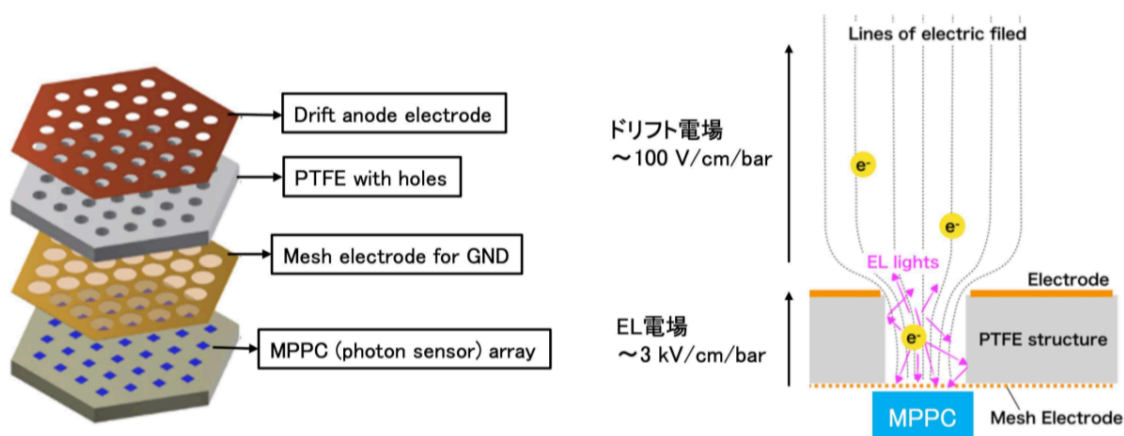 Drift anode electrode
PTFE with holes
Mesh electrode for GND
MPPC (photon sensor) array
Lines of electric filed
ドリフト電場
～100 V/cm/bar
e-
e-
EL lights
Electrode
EL電場
～3 kV/cm/bar
e-
PTFE structure
MPPC
Mesh Electrode